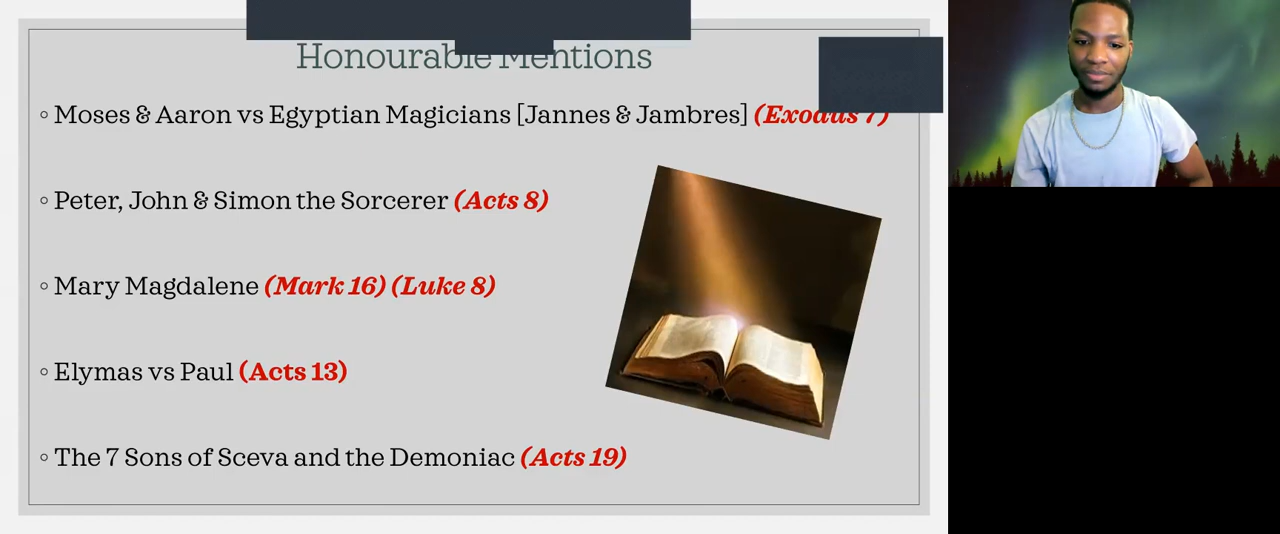 Honourable Mentions
◦ Moses & Aaron vs Egyptian Magicians [Jannes & Jambres] (Exodus 7)
◦ Peter, John & Simon the Sorcerer (Acts 8)
◦ Mary Magdalene (Mark 16) (Luke 8)
◦ Elymas vs Paul (Acts 13)
◦ The 7 Sons of Sceva and the Demoniac (Acts 19)